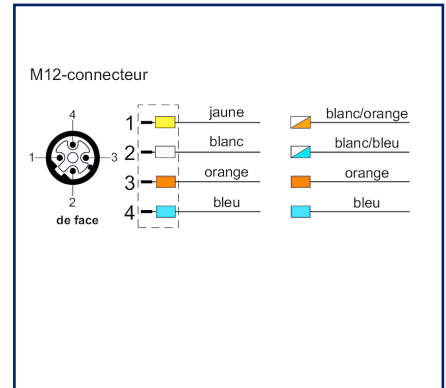 M12-connecteur
4
1
3
2
de face
1 jaune blanc/orange
2 blanc blanc/bleu
3 orange orange
4 bleu bleu